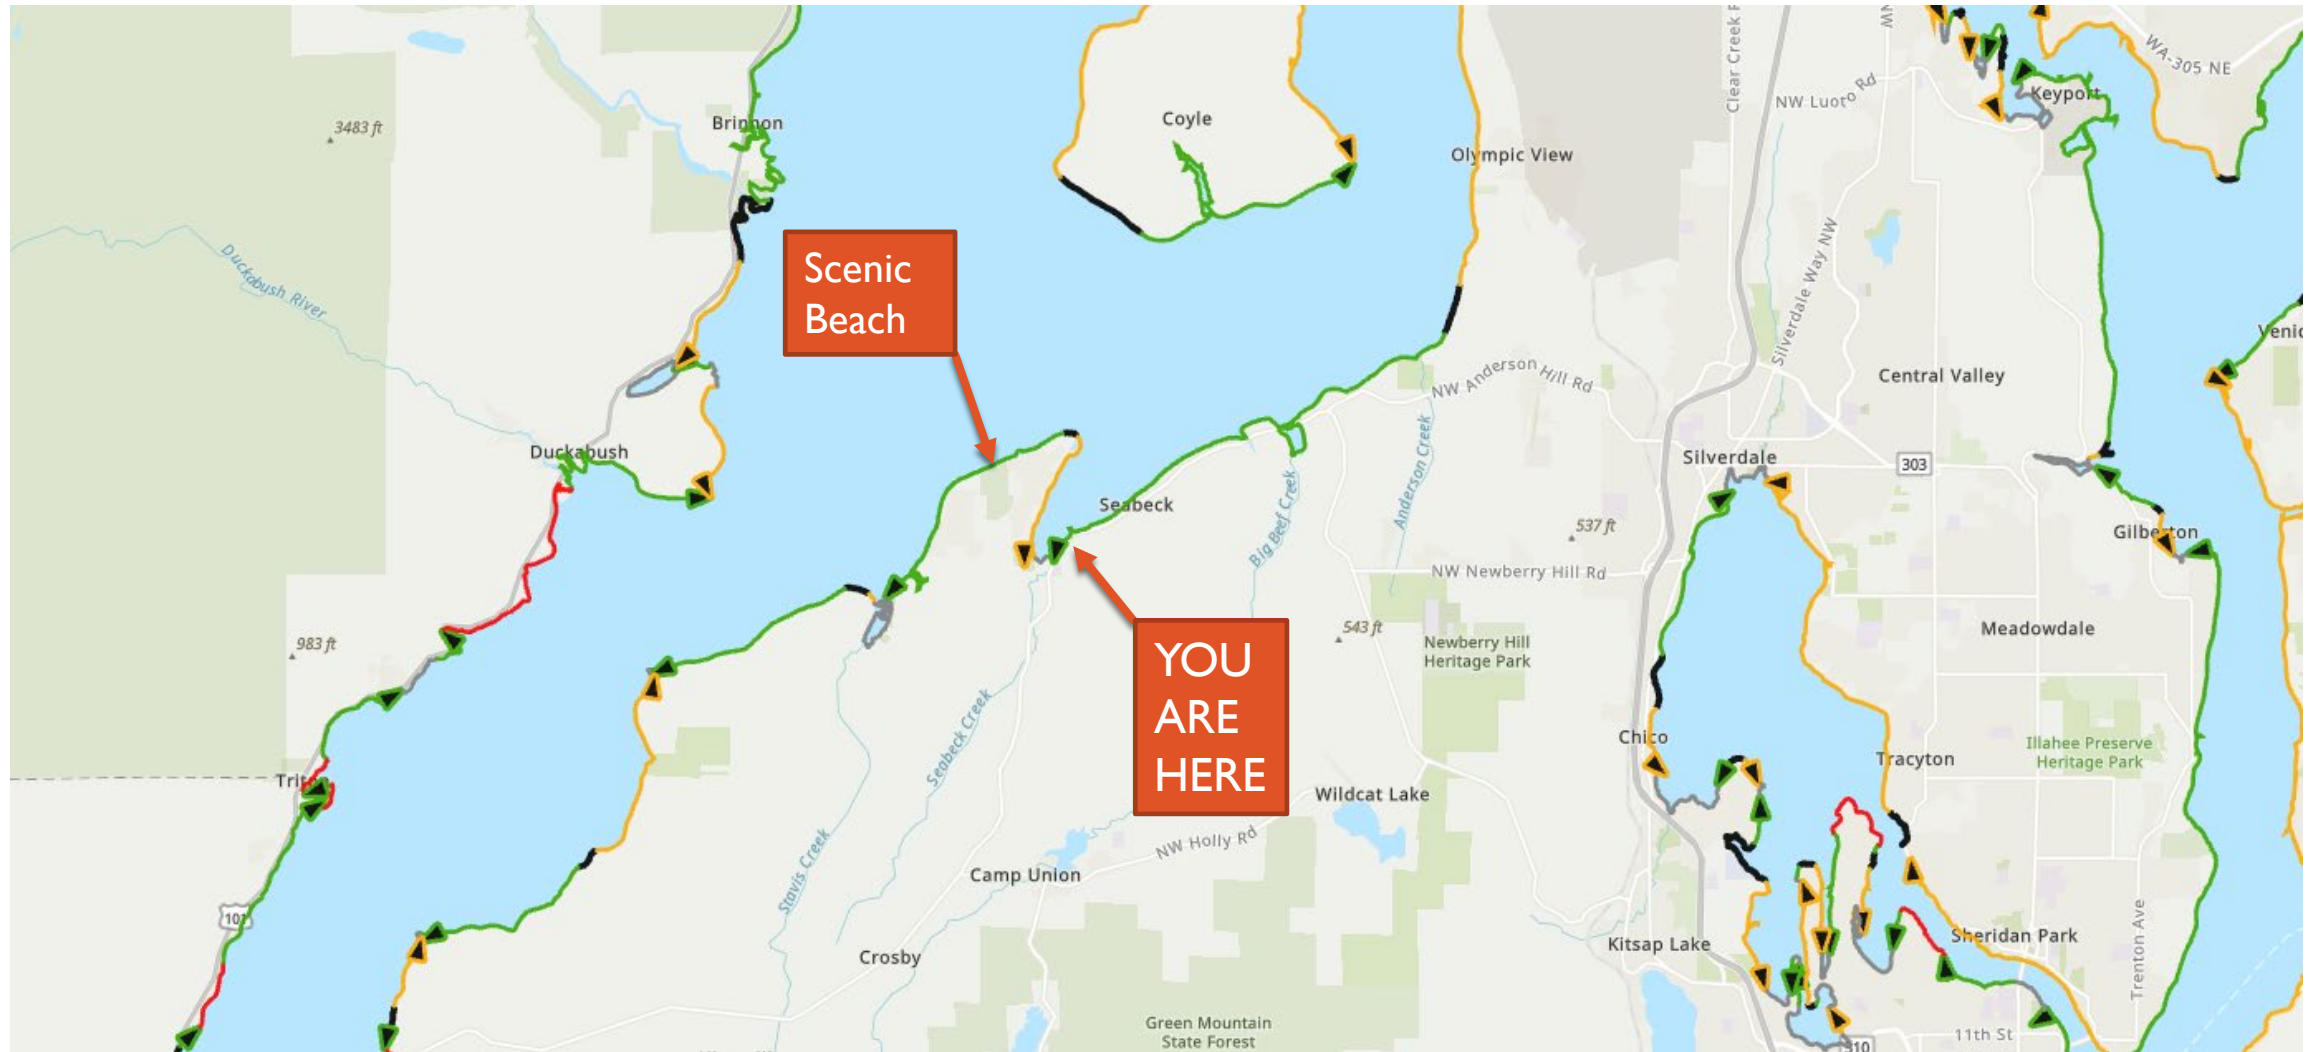 Clear Creek
NW
WA-305 NE
NW Luoto Rd
Keyport
Brinnon
3483 ft
Coyle
Olympic View
Silverdale Way NW
Duckabush River
Scenic
Beach
NW Anderson Hill Rd
Central Valley
Duckabush
Anderson Creek
Silverdale
303
Seabeck
Big Beef Creek
537 ft
Gilberton
NW Newberry Hill Rd
983 ft
543 ft
Newberry Hill
Heritage Park
Meadowdale
YOU
ARE
HERE
Seabeck Creek
Chico
Illahee Preserve
Heritage Park
Tracyton
Wildcat Lake
NW Holly Rd
Stavis Creek
Camp Union
101
Crosby
Kitsap Lake
Sheridan Park
Trenton Ave
Green Mountain
State Forest
11th St
310